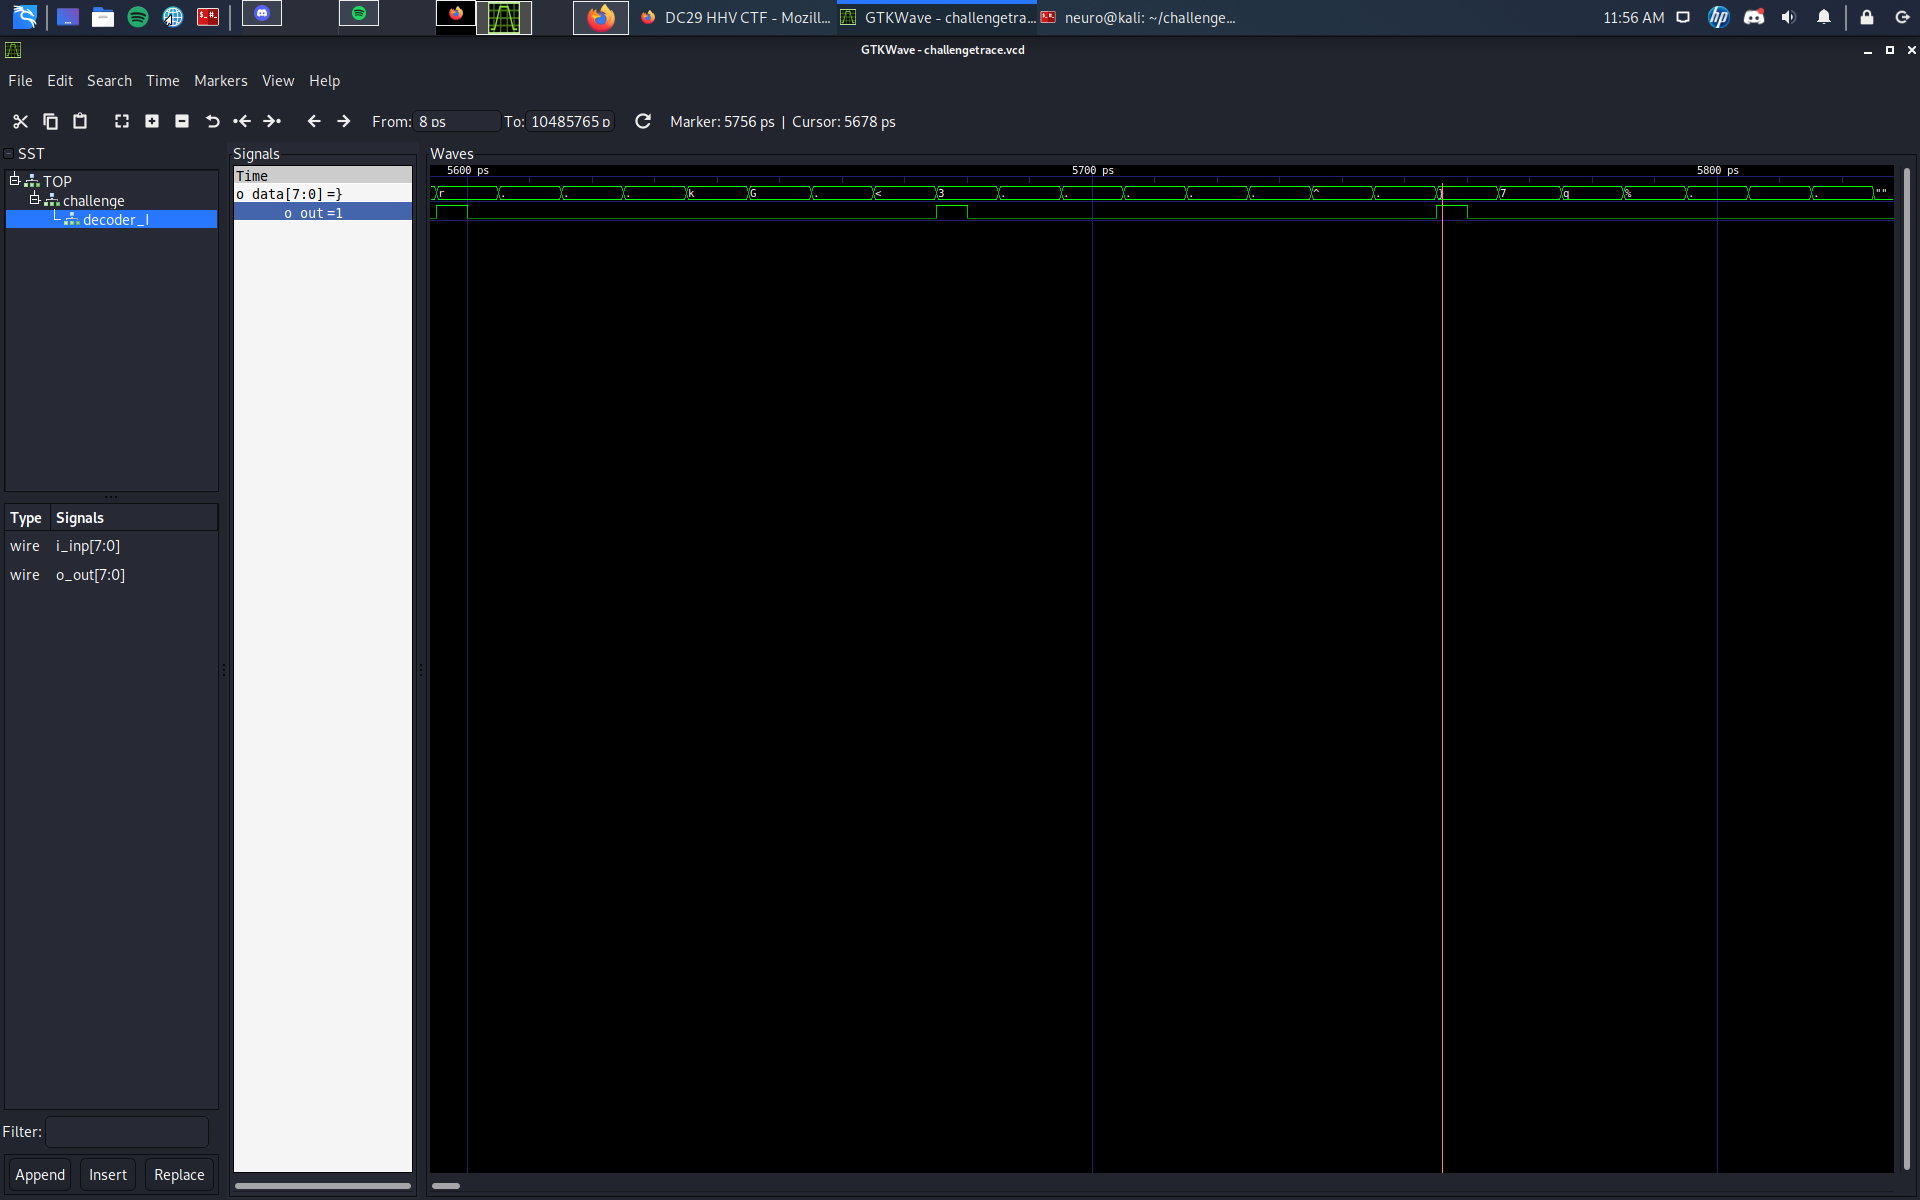 DC29 HHV CTF - Mozill...
GTKWave - challengetra...
neuro@kali: ~/challenge...
11:56 AM
GTKWave - challengetrace.vcd
File Edit Search Time Markers View Help
From: 8 ps To: 10485765 p Marker: 5756 ps | Cursor: 5678 ps
SST
TOP
challenge
decoder_I
Type Signals
wire i_inp[7:0]
wire o_out[7:0]
Filter:
Append Insert Replace
Signals
Time
o data[7:0] =}
o out =1
Waves
5600 ps 5700 ps 5800 ps
r . . . k G . < 3 . . . . . ^ . } 7 q % . . ""